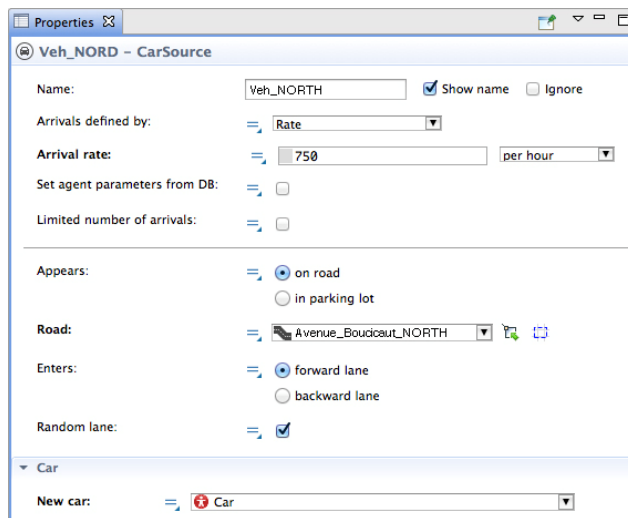 Properties
Veh_NORD – CarSource
Name: Veh_NORTH Show name Ignore
Arrivals defined by: Rate
Arrival rate: 750 per hour
Set agent parameters from DB:
Limited number of arrivals:
Appears: on road
in parking lot
Road: Avenue_Boucicaut_NORTH
Enters: forward lane
backward lane
Random lane:
Car
New car: Car